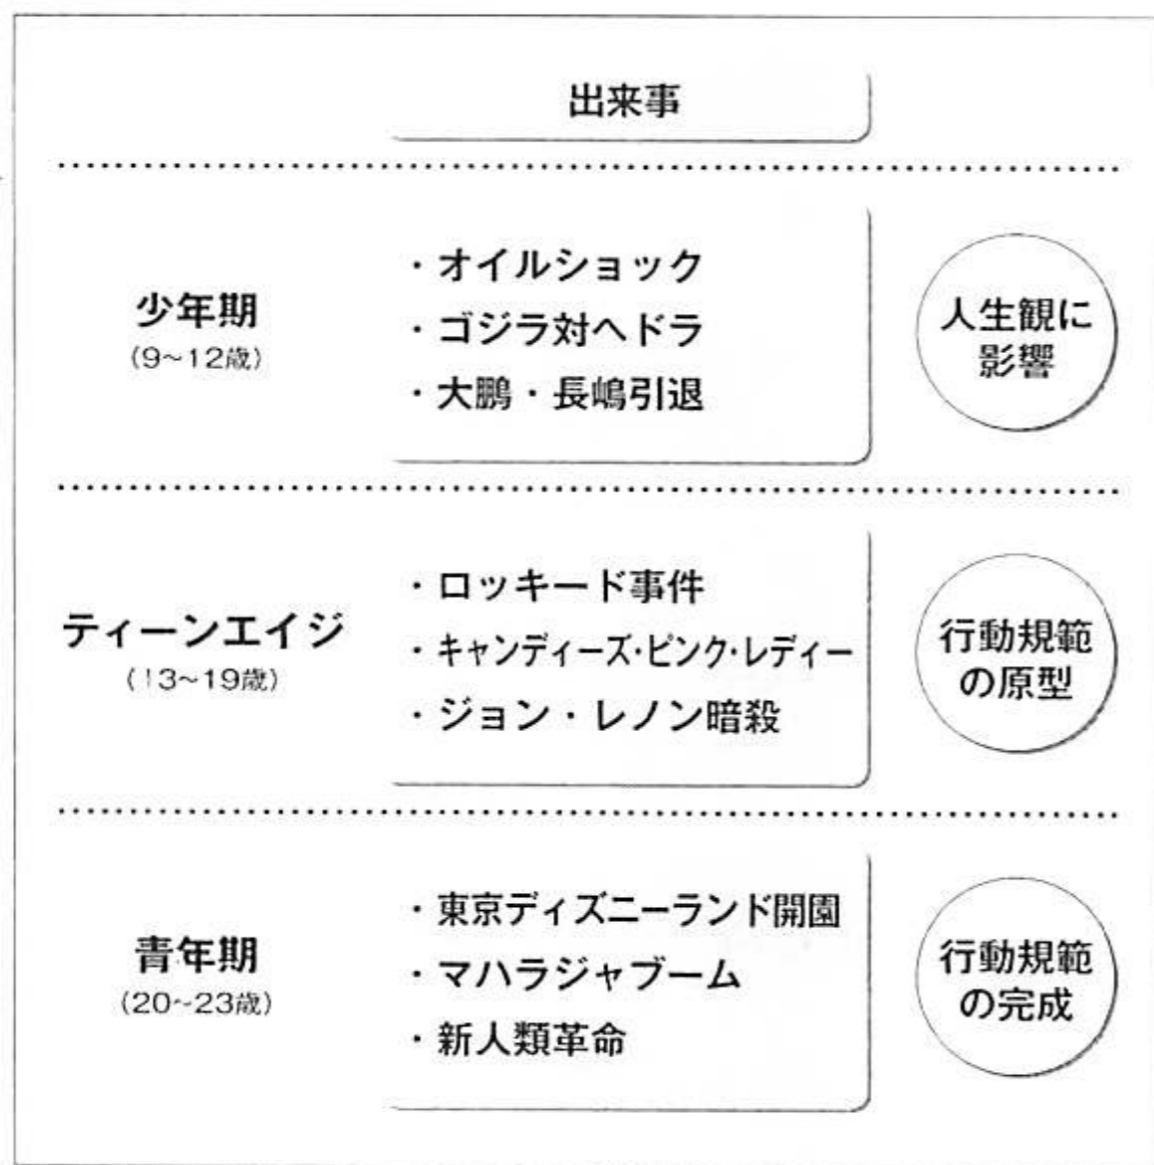 出来事
少年期
(9~12歳)
・オイルショック
・ゴジラ対ヘドラ
・大鵬・長嶋引退
人生観に
影響
ティーンエイジ
(13~19歳)
・ロッキード事件
・キャンディーズ・ピンク・レディー
・ジョン・レノン暗殺
行動規範
の原型
青年期
(20~23歳)
・東京ディズニーランド開園
・マハラジャブーム
・新人類革命
行動規範
の完成